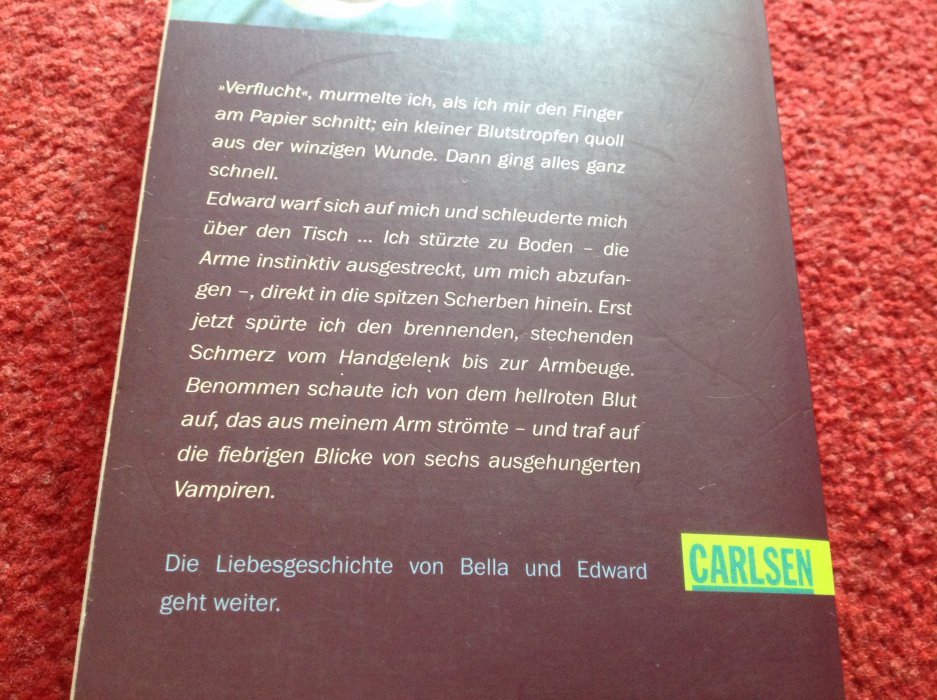 »Verflucht«, murmelte ich, als ich mir den Finger
am Papier schnitt; ein kleiner Blutstropfen quoll
aus der winzigen Wunde. Dann ging alles ganz
schnell.
Edward warf sich auf mich und schleuderte mich
über den Tisch ... Ich stürzte zu Boden – die
Arme instinktiv ausgestreckt, um mich abzufan-
gen –, direkt in die spitzen Scherben hinein. Erst
jetzt spürte ich den brennenden, stechenden
Schmerz vom Handgelenk bis zur Armbeuge.
Benommen schaute ich von dem hellroten Blut
auf, das aus meinem Arm strömte – und traf auf
die fiebrigen Blicke von sechs ausgehungerten
Vampiren.
Die Liebesgeschichte von Bella und Edward
geht weiter.
CARLSEN